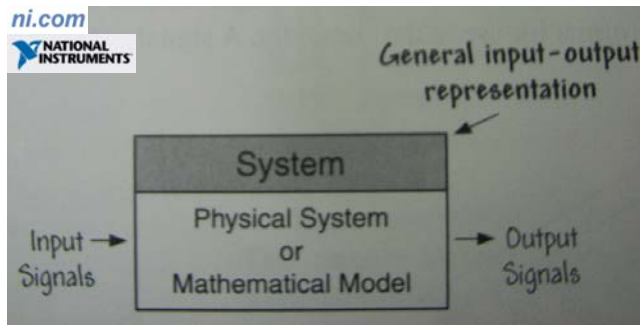 ni.com
NATIONAL
INSTRUMENTS
General input-output
representation
System
Physical System
or
Mathematical Model
Input
Signals
Output
Signals